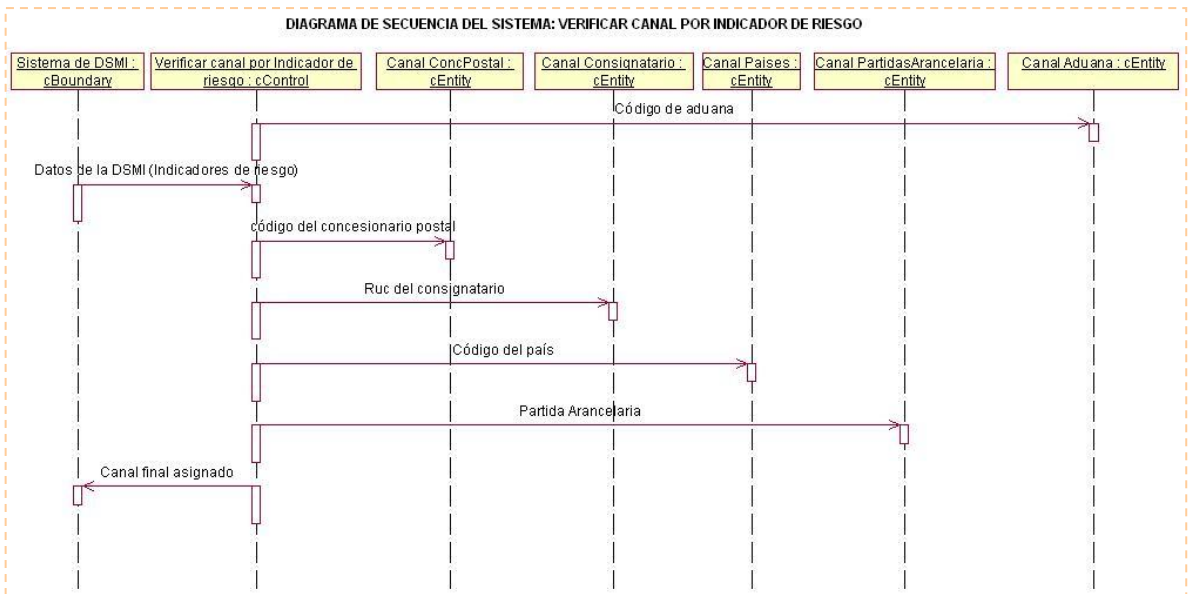 DIAGRAMA DE SECUENCIA DEL SISTEMA: VERIFICAR CANAL POR INDICADOR DE RIESGO
Sistema de DSMI :
cBoundary
Verificar canal por Indicador de
riesgo : cControl
Canal ConcPostal :
cEntity
Canal Consignatario :
cEntity
Canal Paises :
cEntity
Canal PartidasArancelaria :
cEntity
Canal Aduana : cEntity
Código de aduana
Datos de la DSMI (Indicadores de riesgo)
código del concesionario postal
Ruc del consignatario
Código del país
Partida Arancelaria
Canal final asignado